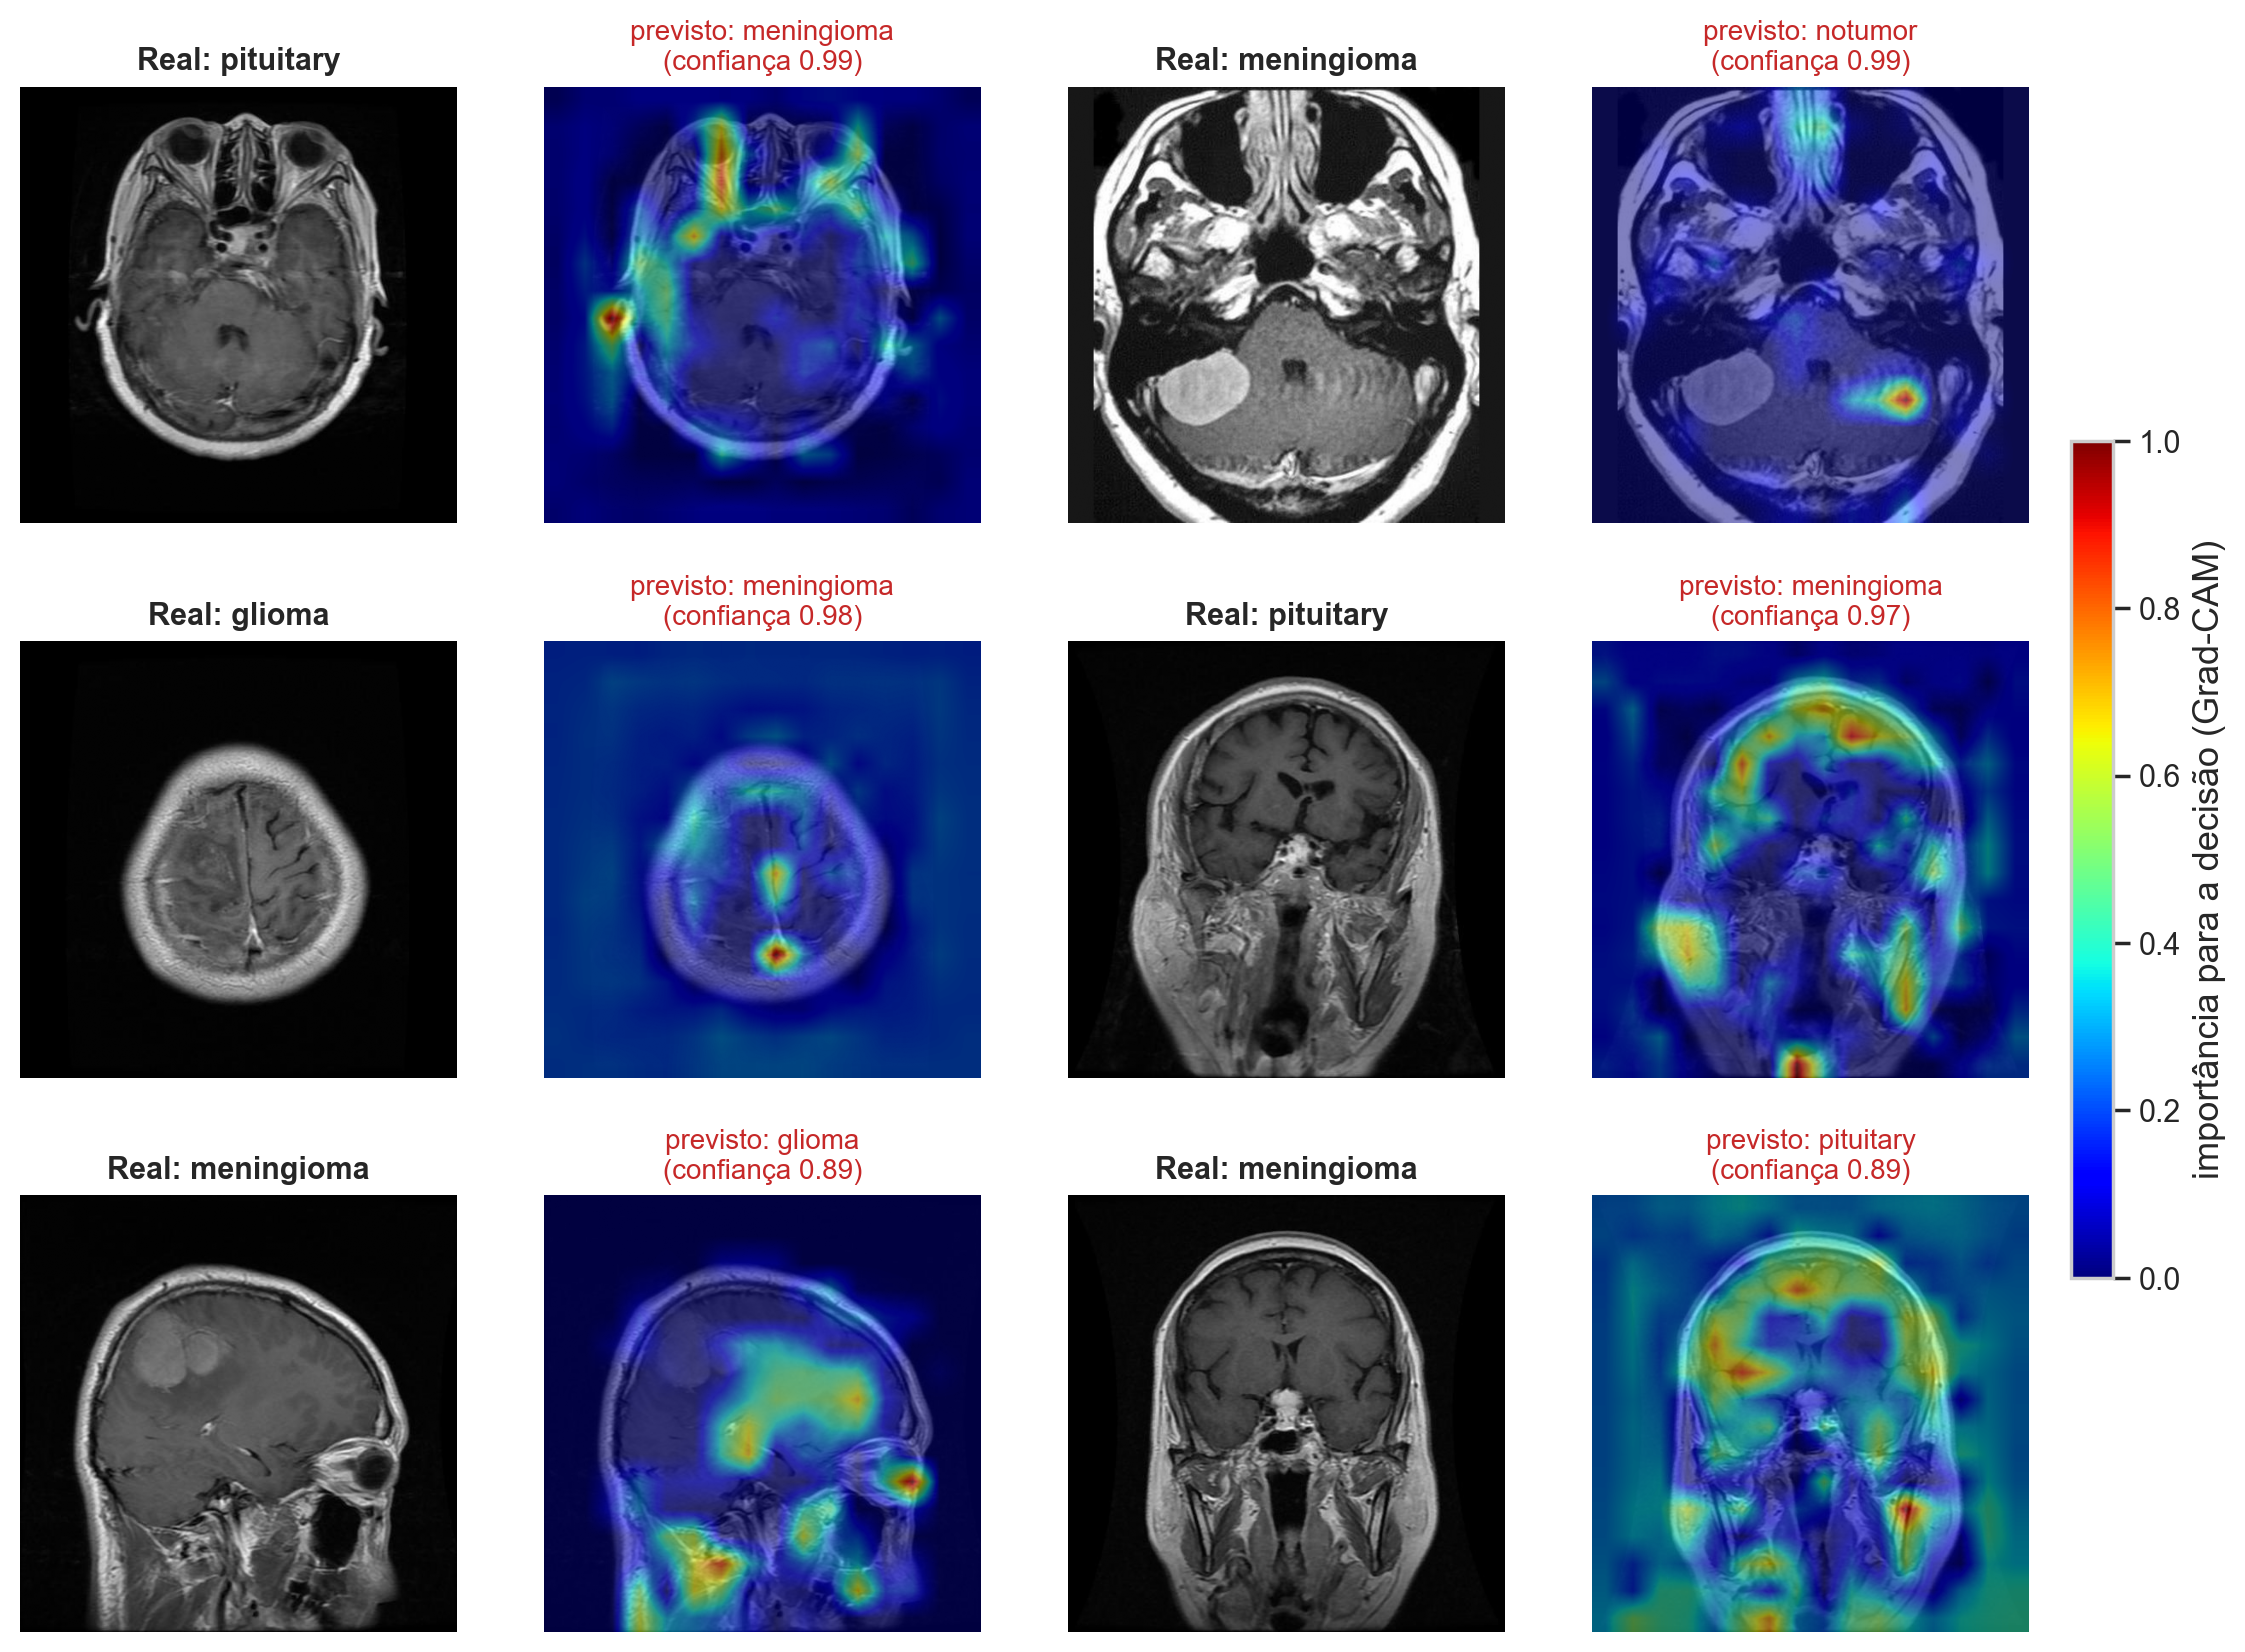 Real: pituitary
previsto: meningioma
(confiança 0.99)
Real: meningioma
previsto: notumor
(confiança 0.99)
Real: glioma
previsto: meningioma
(confiança 0.98)
Real: pituitary
previsto: meningioma
(confiança 0.97)
Real: meningioma
previsto: glioma
(confiança 0.89)
Real: meningioma
previsto: pituitary
(confiança 0.89)
1.0
0.8
0.6
0.4
0.2
0.0
importância para a decisão (Grad-CAM)